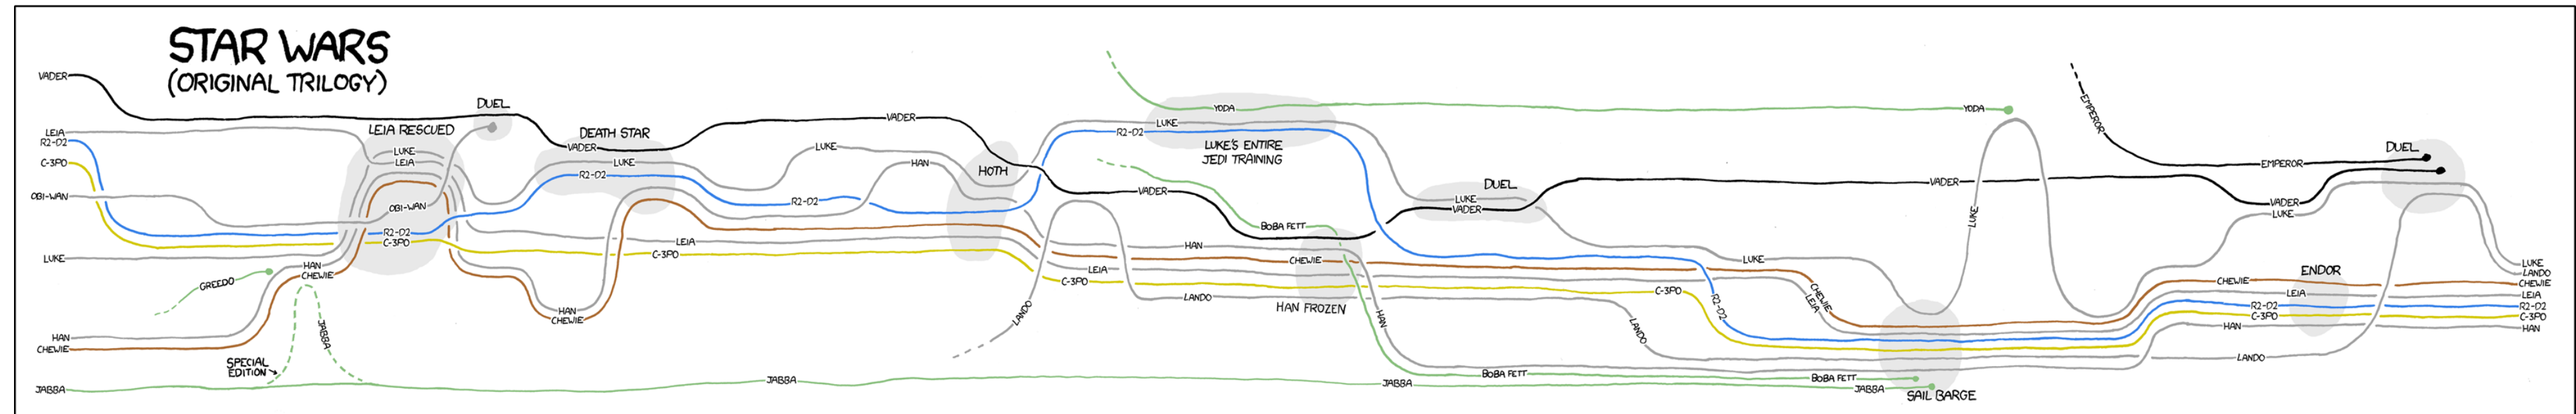 STAR WARS
(ORIGINAL TRILOGY)
VADER
LEIA
R2-D2
C-3PO
OBI-WAN
LUKE
GREEDO
HAN
CHEWIE
JABBA
SPECIAL
EDITION
JABBA
HAN
CHEWIE
LEIA RESCUED
LUKE
LEIA
OBI-WAN
R2-D2
C-3PO
DUEL
DEATH STAR
VADER
LUKE
R2-D2
HAN
CHEWIE
LEIA
C-3PO
JABBA
LUKE
R2-D2
VADER
HAN
HOTH
LANDO
R2-D2
LUKE
YODA
LUKE'S ENTIRE
JEDI TRAINING
VADER
HAN
LEIA
C-3PO
LANDO
BOBA FETT
CHEWIE
HAN FROZEN
HAN
JABBA
DUEL
LUKE
VADER
BOBA FETT
LANDO
C-3PO
R2-D2
LUKE
CHEWIE
LEIA
BOBA FETT
JABBA
SAIL BARGE
VADER
LUKE
YODA
EMPEROR
EMPEROR
VADER
LUKE
CHEWIE
LEIA
R2-D2
C-3PO
HAN
LANDO
ENDOR
DUEL
LUKE
LANDO
CHEWIE
LEIA
R2-D2
C-3PO
HAN